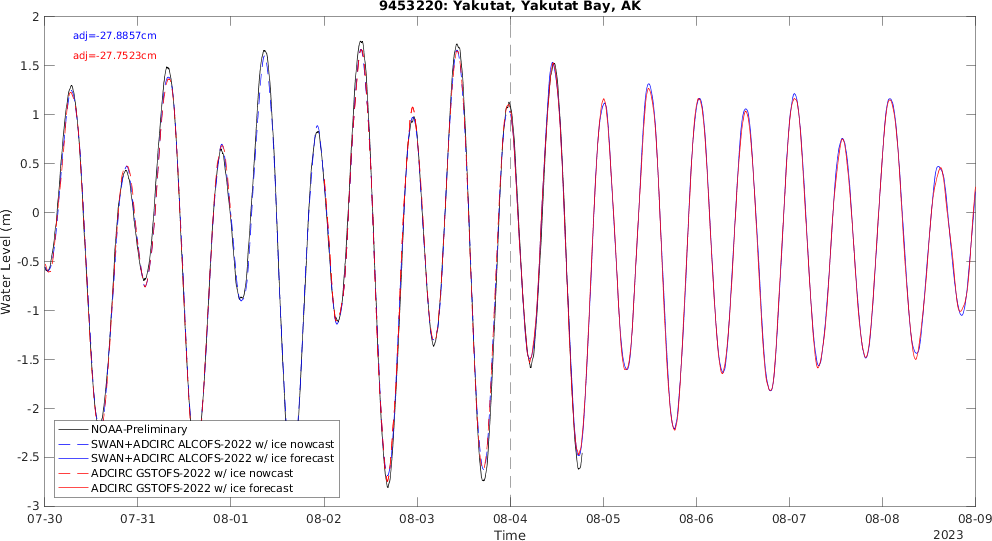 9453220: Yakutat, Yakutat Bay, AK
adj=-27.8857cm
adj=-27.7523cm
2
1.5
1
0.5
0
-0.5
-1
-1.5
-2
-2.5
-3
Water Level (m)
NOAA-Preliminary
SWAN+ADCIRC ALCOFS-2022 w/ ice nowcast
SWAN+ADCIRC ALCOFS-2022 w/ ice forecast
ADCIRC GSTOFS-2022 w/ ice nowcast
ADCIRC GSTOFS-2022 w/ ice forecast
07-30 07-31 08-01 08-02 08-03 08-04 08-05 08-06 08-07 08-08 08-09
Time
2023